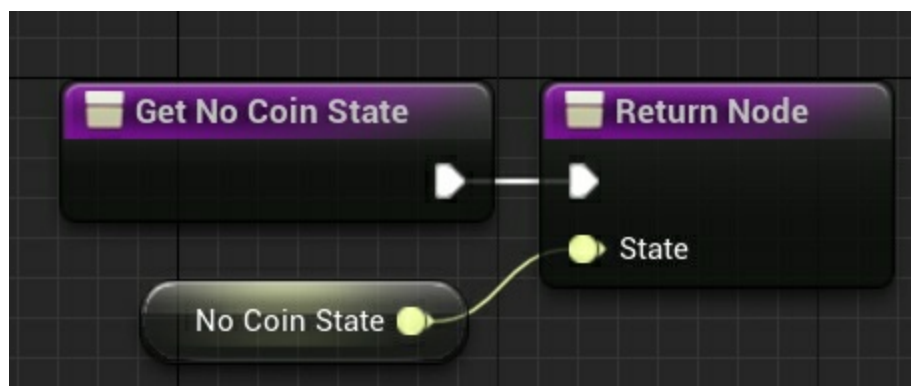 Get No Coin State
Return Node
State
No Coin State